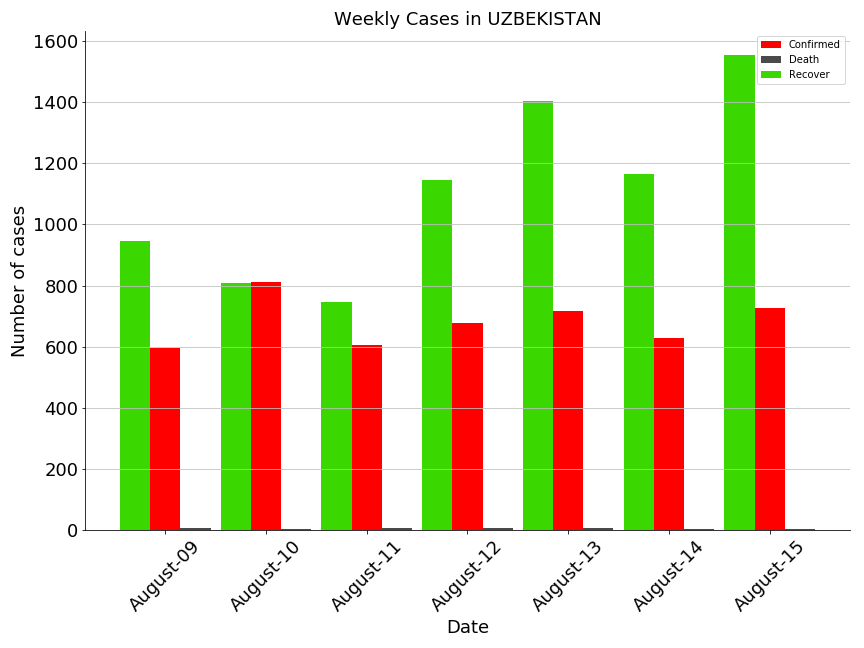 Weekly Cases in UZBEKISTAN
Confirmed
Death
Recover
Number of cases
1600
1400
1200
1000
800
600
400
200
0
August-09
August-10
August-11
August-12
August-13
August-14
August-15
Date